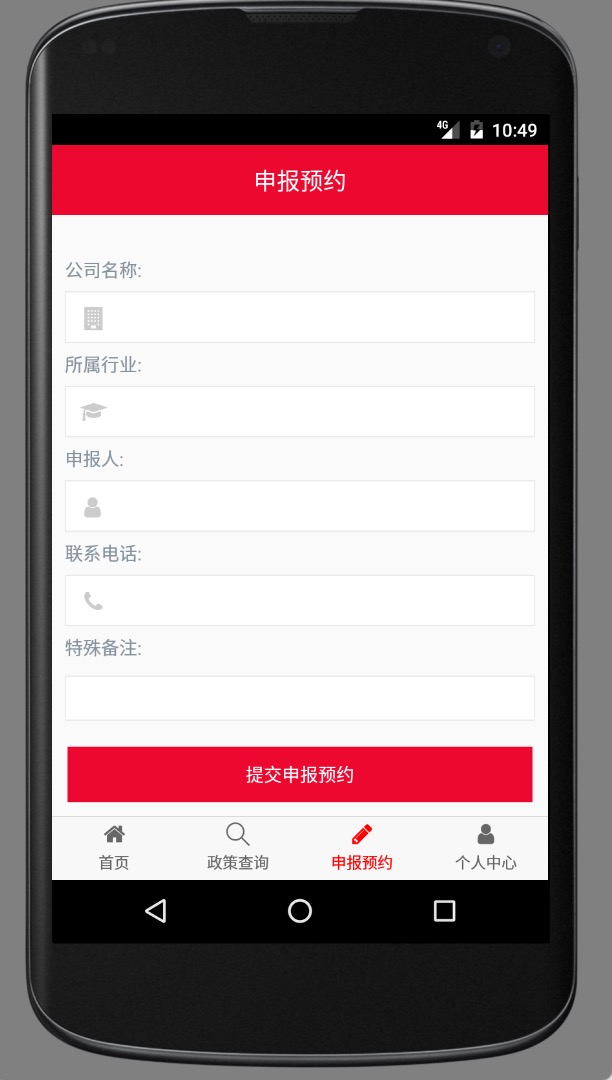 4G 10:49
申报预约
公司名称:
所属行业:
申报人:
联系电话:
特殊备注:
提交申报预约
首页 政策查询 申报预约 个人中心